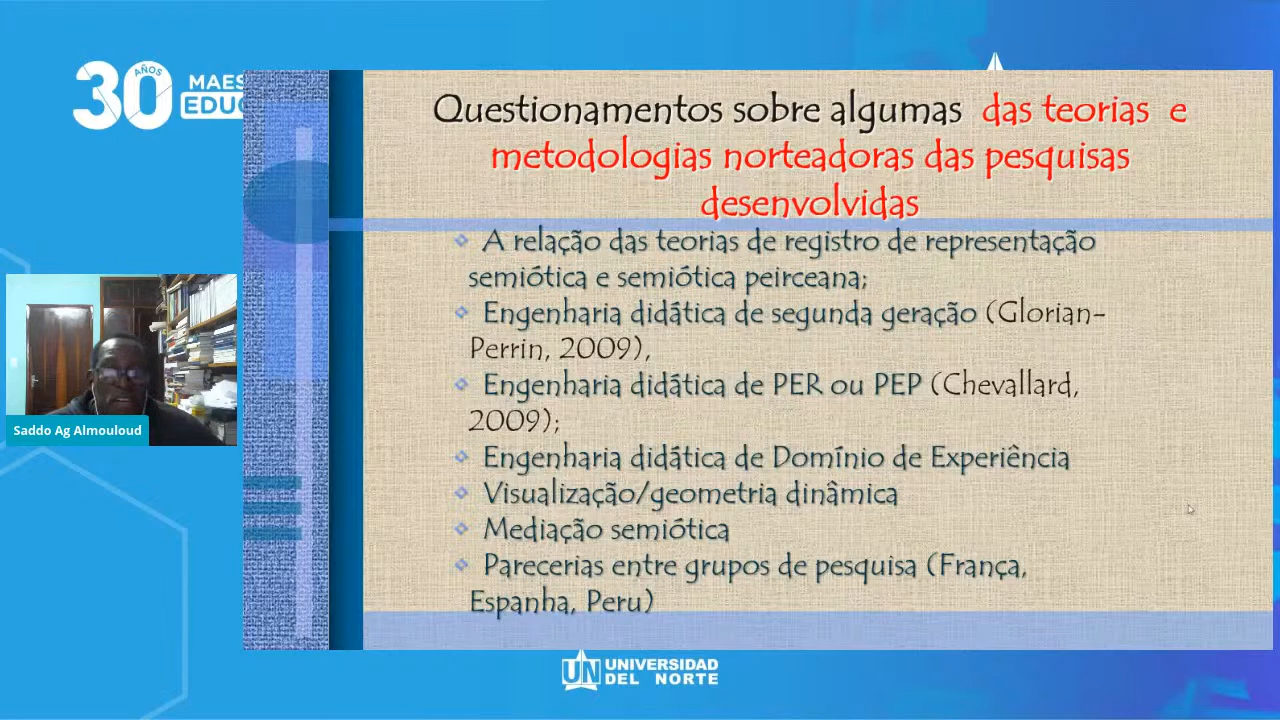 30
AÑOS
MAES
EDUC
Questionamentos sobre algumas das teorias e
metodologias norteadoras das pesquisas
desenvolvidas
A relação das teorias de registro de representação
semiótica e semiótica peirceana;
Engenharia didática de segunda geração (Glorian-
Perrin, 2009),
Engenharia didática de PER ou PEP (Chevallard,
2009);
Engenharia didática de Domínio de Experiência
Visualização/geometria dinâmica
Mediação semiótica
Parecerias entre grupos de pesquisa (França,
Espanha, Peru)
Saddo Ag Almouloud
UN UNIVERSIDAD
DEL NORTE